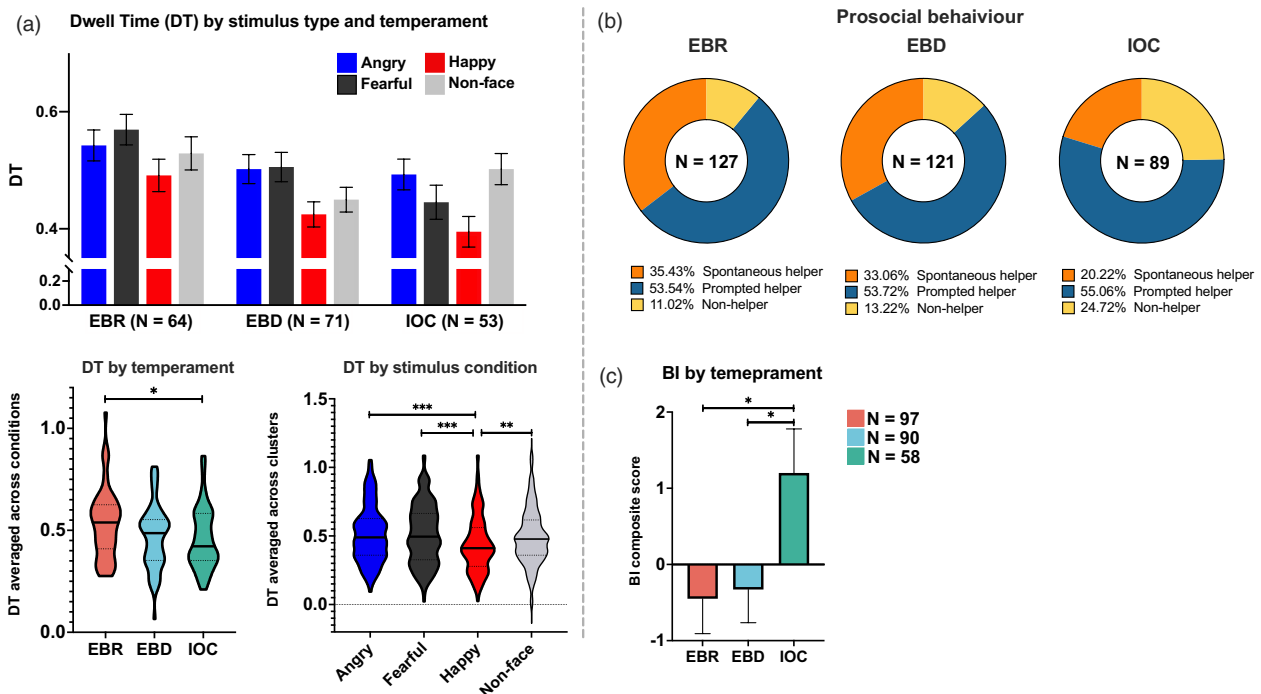 (a) Dwell Time (DT) by stimulus type and temperament
Angry Happy
Fearful Non-face
DT
0.6
0.4
0.2
0.0
EBR (N = 64) EBD (N = 71) IOC (N = 53)
DT by temperament
DT averaged across conditions
*
1.0
0.5
0.0
EBR EBD IOC
DT by stimulus condition
DT averaged across clusters
***
*** **
1.5
1.0
0.5
0.0
Angry Fearful Happy Non-face
(b) Prosocial behaiviour
EBR EBD IOC
N = 127 N = 121 N = 89
35.43% Spontaneous helper
53.54% Prompted helper
11.02% Non-helper
33.06% Spontaneous helper
53.72% Prompted helper
13.22% Non-helper
20.22% Spontaneous helper
55.06% Prompted helper
24.72% Non-helper
(c) BI by temeprament
BI composite score
*
*
2
1
0
-1
EBR EBD IOC
N = 97
N = 90
N = 58